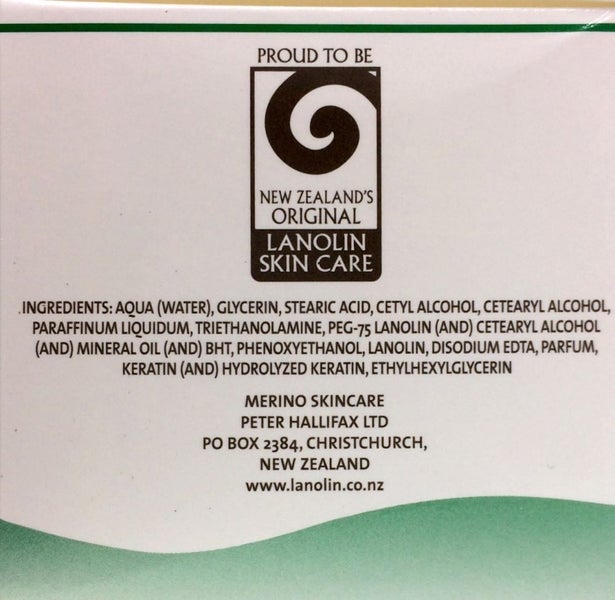 PROUD TO BE
NEW ZEALAND'S
ORIGINAL
LANOLIN
SKIN CARE
INGREDIENTS: AQUA (WATER), GLYCERIN, STEARIC ACID, CETYL ALCOHOL, CETEARYL ALCOHOL,
PARAFFINUM LIQUIDUM, TRIETHANOLAMINE, PEG-75 LANOLIN (AND) CETEARYL ALCOHOL
(AND) MINERAL OIL (AND) BHT, PHENOXYETHANOL, LANOLIN, DISODIUM EDTA, PARFUM,
KERATIN (AND) HYDROLYZED KERATIN, ETHYLHEXYLGLYCERIN
MERINO SKINCARE
PETER HALLIFAX LTD
PO BOX 2384, CHRISTCHURCH,
NEW ZEALAND
www.lanolin.co.nz